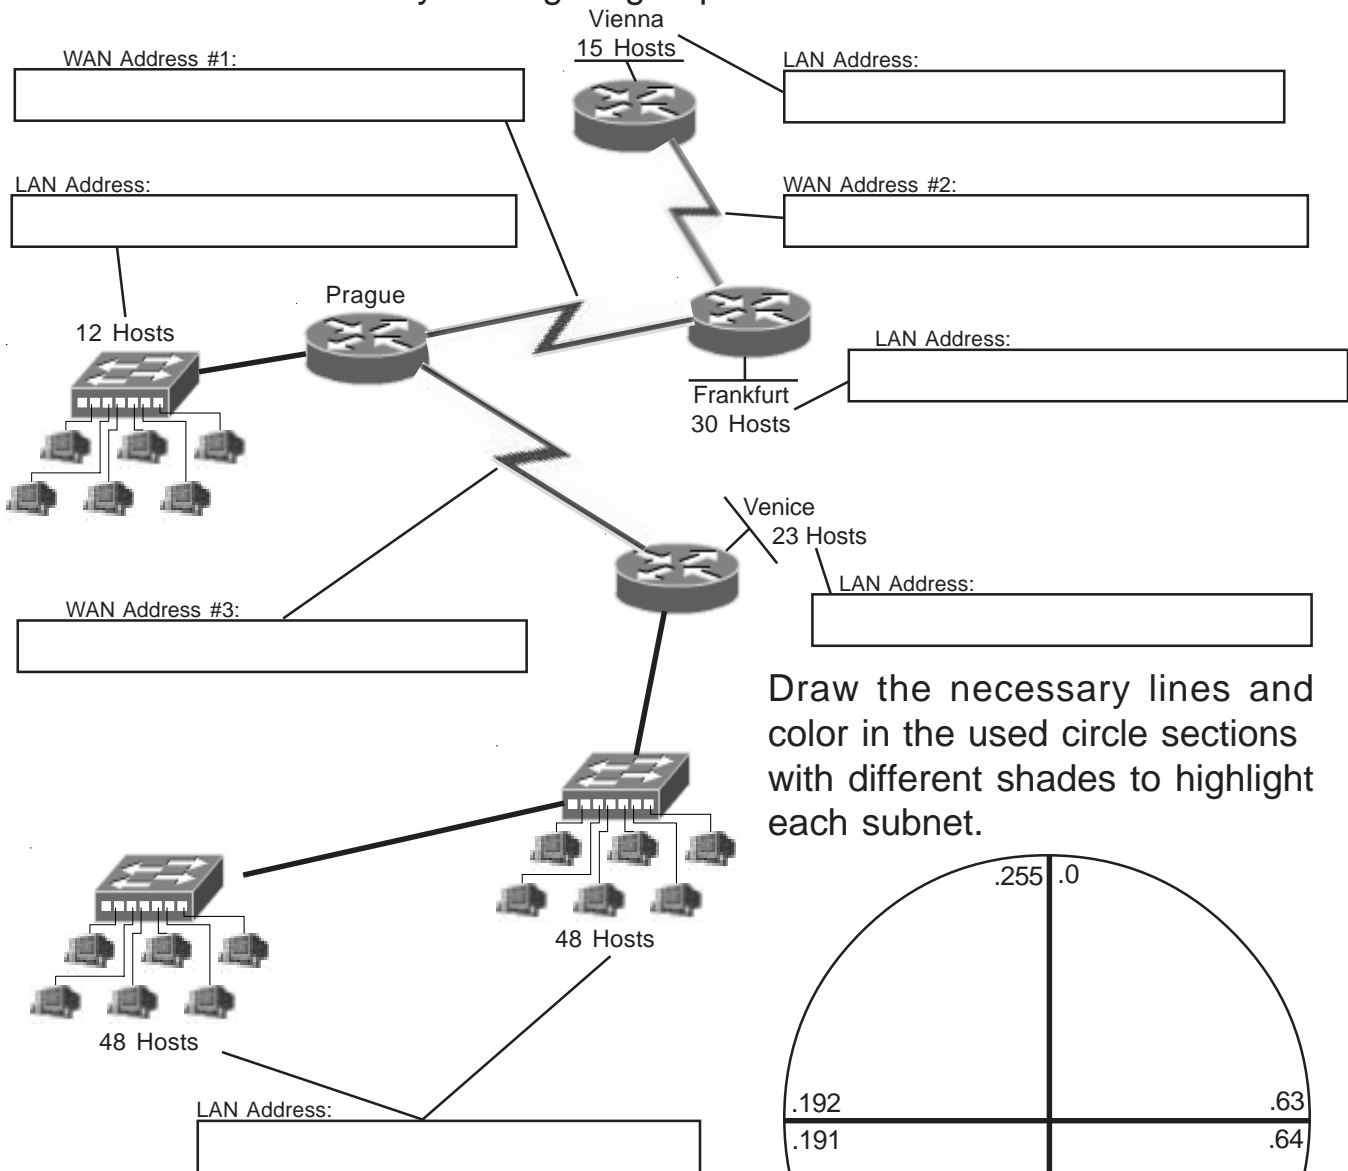 Vienna
15 Hosts
WAN Address #1:
LAN Address:
LAN Address:
WAN Address #2:
Prague
12 Hosts
LAN Address:
Frankfurt
30 Hosts
Venice
23 Hosts
LAN Address:
WAN Address #3:
Draw the necessary lines and
color in the used circle sections
with different shades to highlight
each subnet.
.255 .0
48 Hosts
48 Hosts
.192 .63
LAN Address:
.191 .64